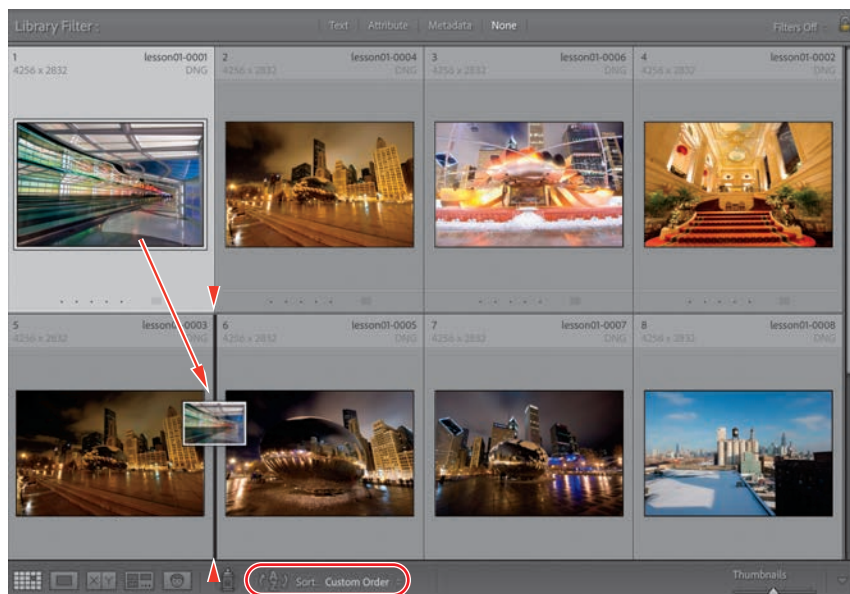 Library Filter :
Text | Attribute | Metadata | None
Filters Off
1 lesson01-0001
4256 x 2832 DNG
2 lesson01-0004
4256 x 2832 DNG
3 lesson01-0006
4256 x 2832 DNG
4 lesson01-0002
4256 x 2832 DNG
5 lesson01-0003
4256 x 2832 DNG
6 lesson01-0005
4256 x 2832 DNG
7 lesson01-0007
4256 x 2832 DNG
8 lesson01-0008
4256 x 2832 DNG
X Y
A Z Sort: Custom Order
Thumbnails